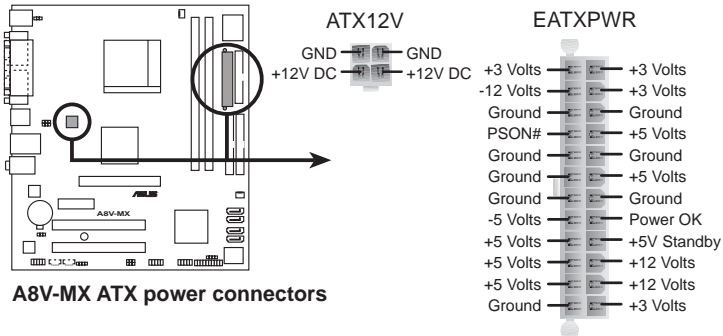 ATX12V
GND GND
+12V DC +12V DC
EATXPWR
+3 Volts +3 Volts
-12 Volts +3 Volts
Ground Ground
PSON# +5 Volts
Ground Ground
Ground +5 Volts
Ground Ground
-5 Volts Power OK
+5 Volts +5V Standby
+5 Volts +12 Volts
+5 Volts +12 Volts
Ground +3 Volts
ASUS
A8V-MX
A8V-MX ATX power connectors